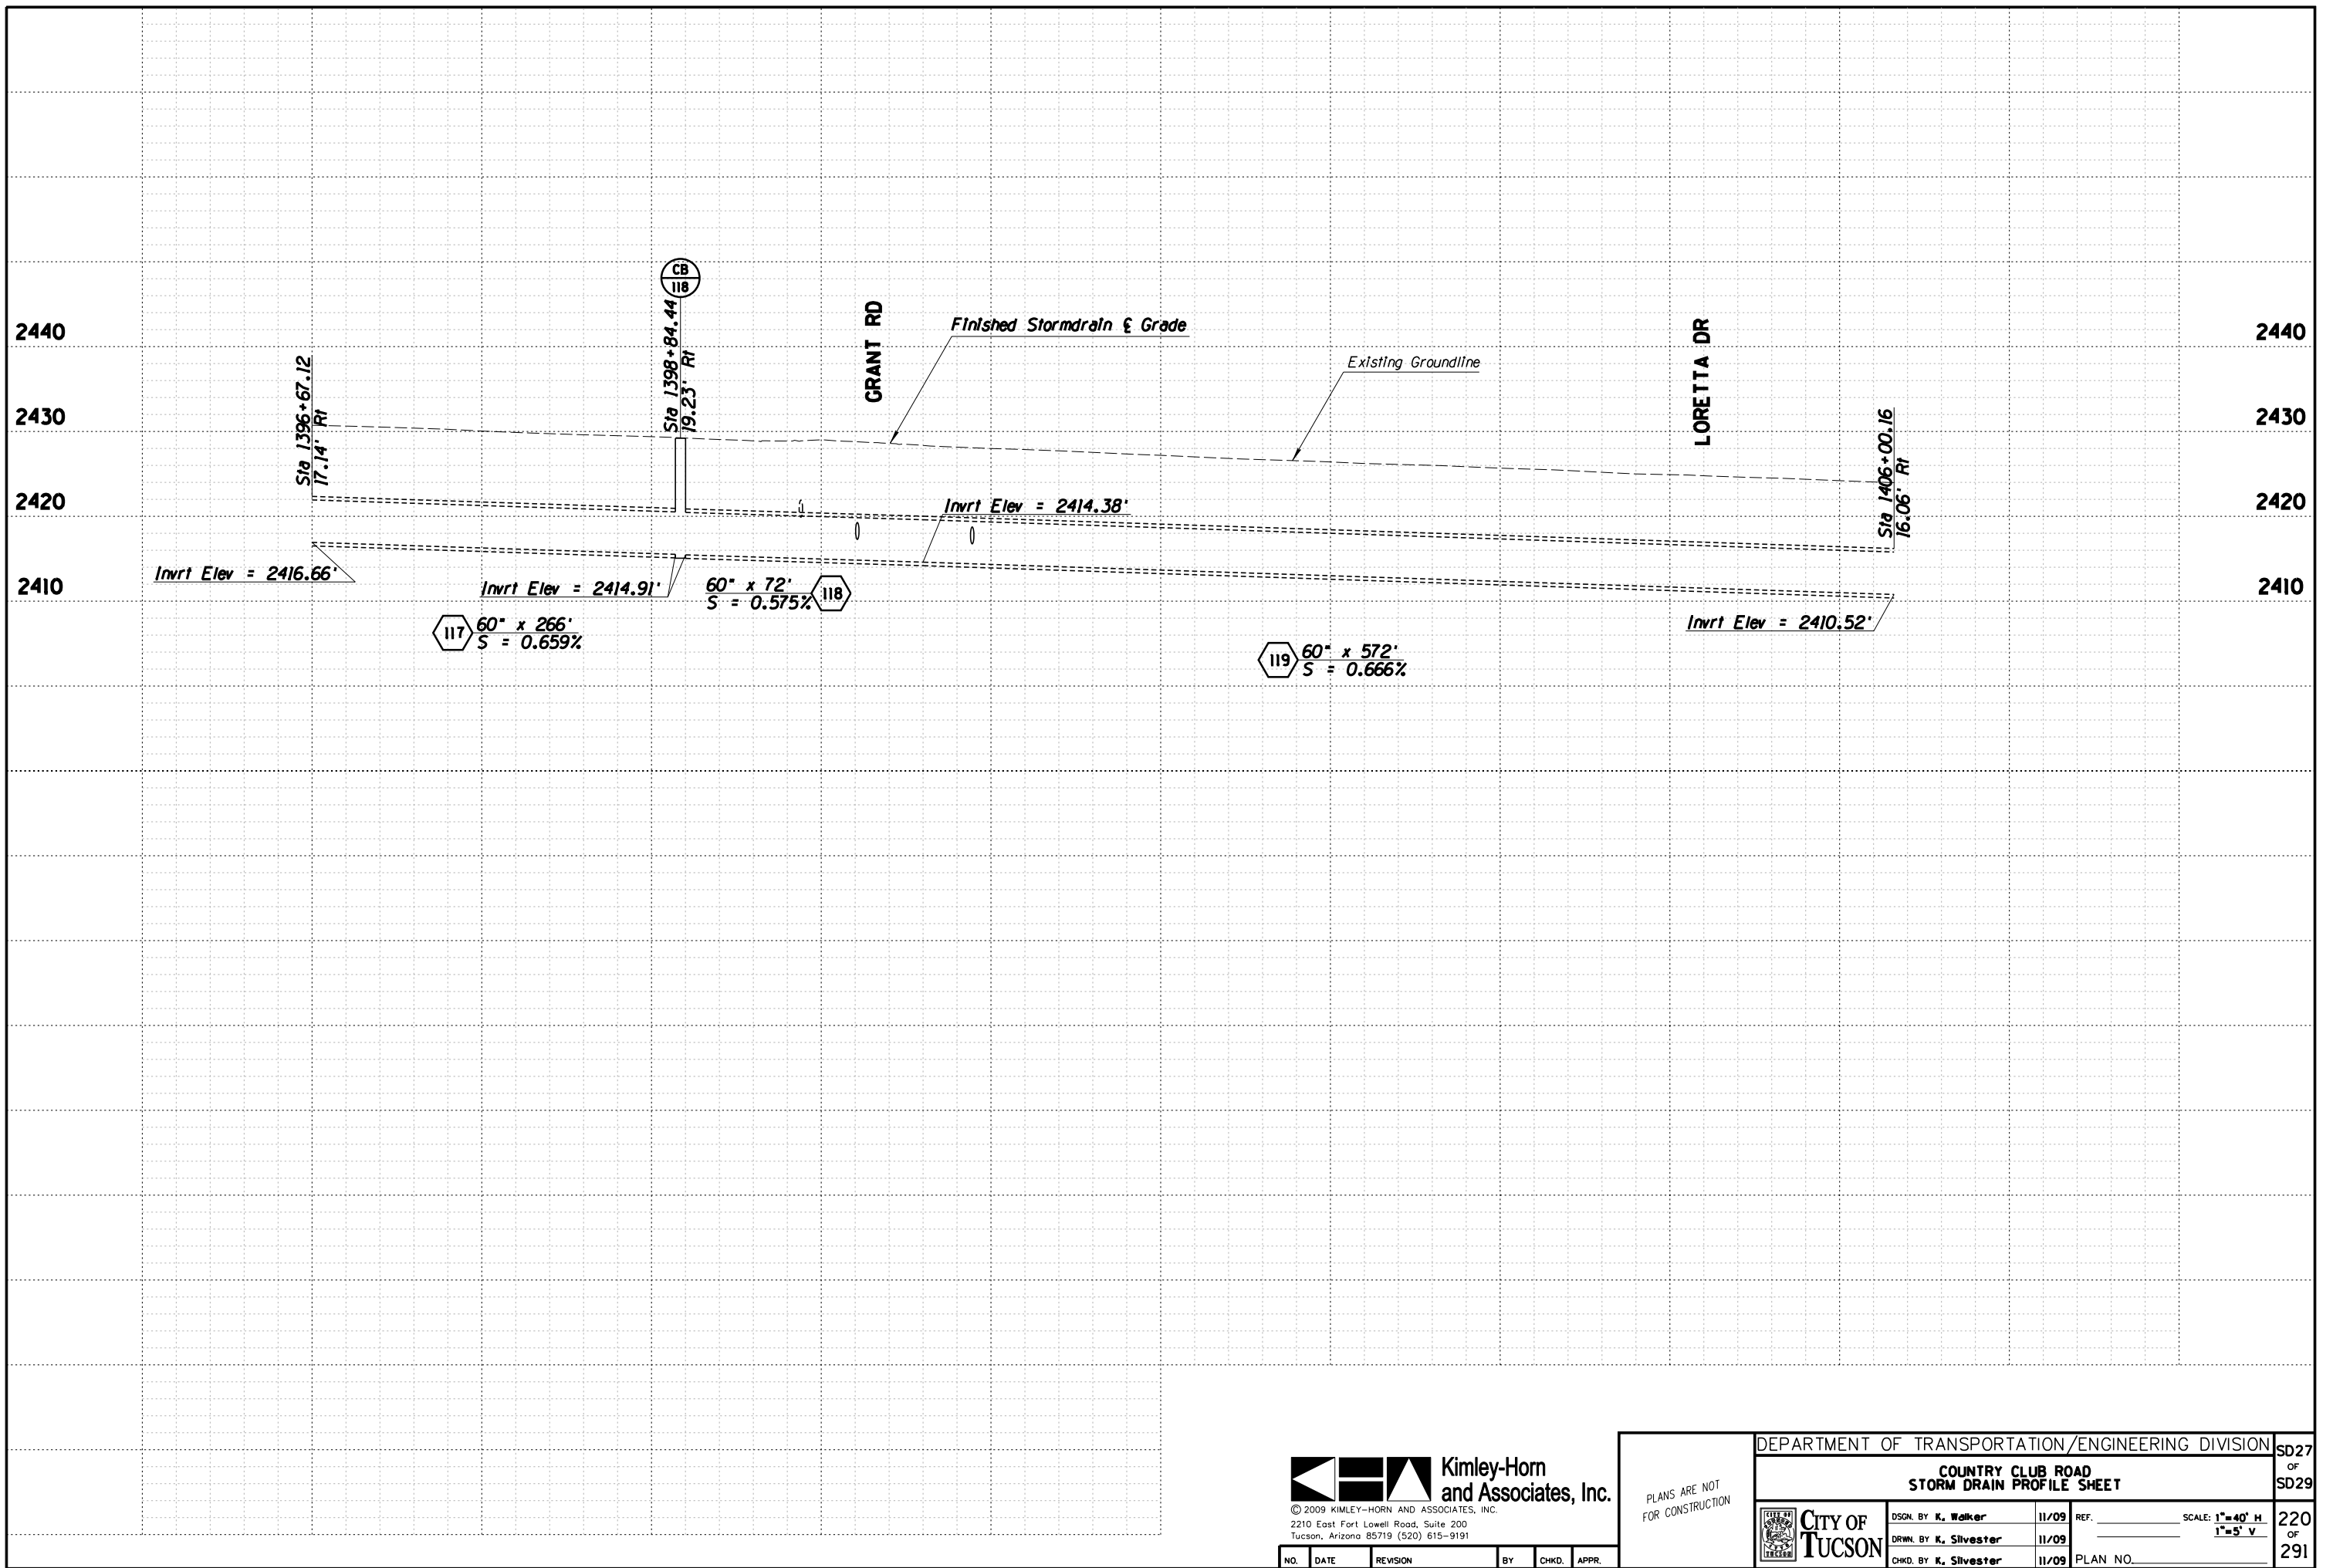 CB
118
Sta 1398+84.44
19.23' Rt
GRANT RD
LORETTA DR
Finished Stormdrain ℄ Grade
Existing Groundline
2440
2440
Sta 1396+67.12
17.14' Rt
2430
2430
Sta 1406+00.16
16.06' Rt
2420
2420
Invrt Elev = 2414.38'
Invrt Elev = 2416.66'
2410
Invrt Elev = 2414.91'
60" x 72'
S = 0.575%
118
2410
117
60" x 266'
S = 0.659%
Invrt Elev = 2410.52'
119
60" x 572'
S = 0.666%
Kimley-Horn
and Associates, Inc.
© 2009 KIMLEY-HORN AND ASSOCIATES, INC.
2210 East Fort Lowell Road, Suite 200
Tucson, Arizona 85719 (520) 615-9191
NO. DATE REVISION BY CHKD. APPR.
PLANS ARE NOT
FOR CONSTRUCTION
DEPARTMENT OF TRANSPORTATION/ENGINEERING DIVISION
COUNTRY CLUB ROAD
STORM DRAIN PROFILE SHEET
SD27
OF
SD29
CITY OF
TUCSON
CITY OF
TUCSON
DSGN. BY K. Walker 11/09
DRWN. BY K. Silvester 11/09
CHKD. BY K. Silvester 11/09
REF.
SCALE: 1"=40' H
1"=5' V
PLAN NO.
220
OF
291